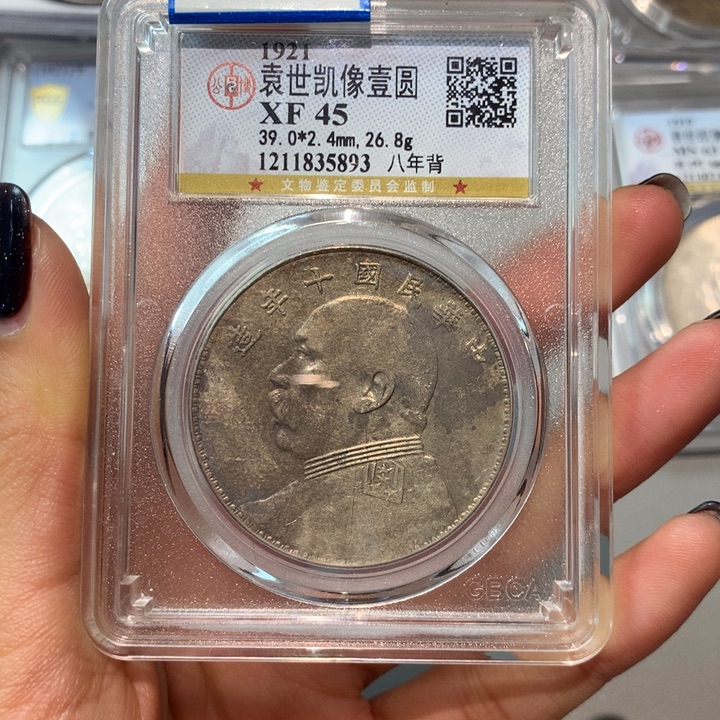 1921
袁世凯像壹圆
XF 45
39.0*2.4mm,26.8g
1211835893 八年背
★ 文物鉴定委员会监制 ★
造年十國民華中
GBCA